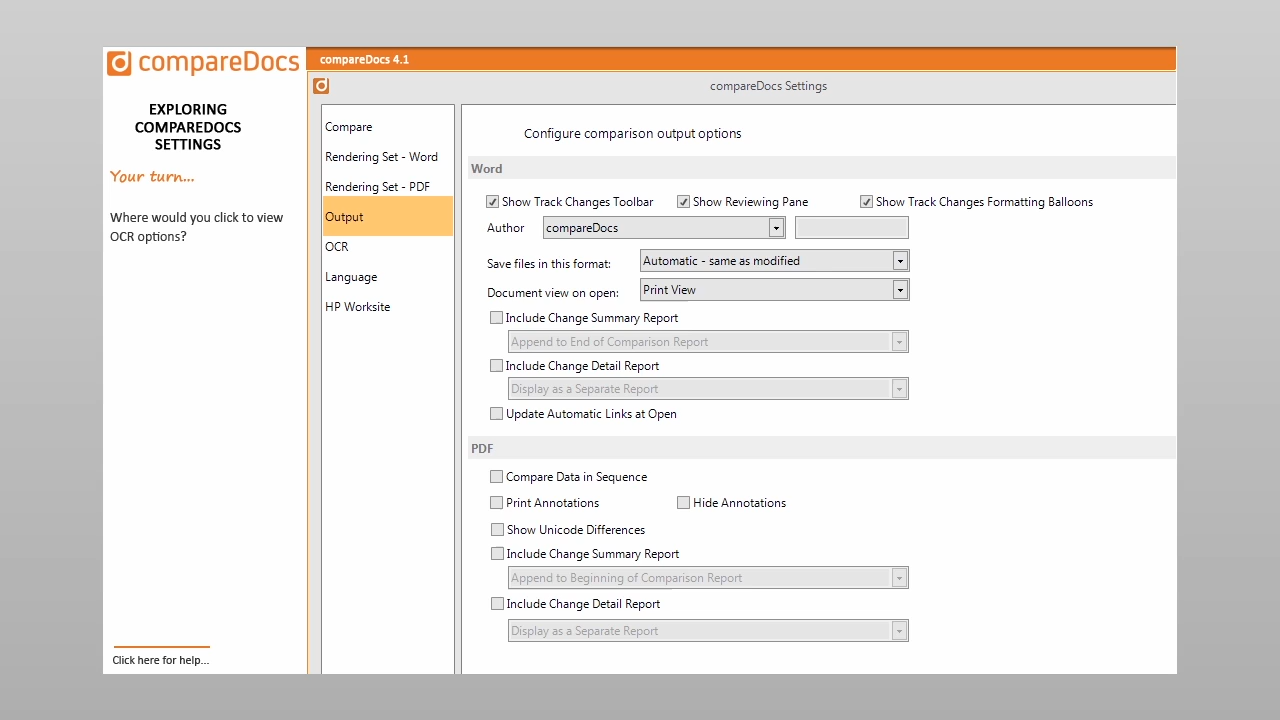 compareDocs
compareDocs 4.1
compareDocs Settings
EXPLORING
COMPAREDOCS
SETTINGS
Your turn...
Where would you click to view
OCR options?
Click here for help...
Compare
Rendering Set - Word
Rendering Set - PDF
Output
OCR
Language
HP Worksite
Configure comparison output options
Word
Show Track Changes Toolbar Show Reviewing Pane Show Track Changes Formatting Balloons
Author compareDocs
Save files in this format: Automatic - same as modified
Document view on open: Print View
Include Change Summary Report
Append to End of Comparison Report
Include Change Detail Report
Display as a Separate Report
Update Automatic Links at Open
PDF
Compare Data in Sequence
Print Annotations Hide Annotations
Show Unicode Differences
Include Change Summary Report
Append to Beginning of Comparison Report
Include Change Detail Report
Display as a Separate Report